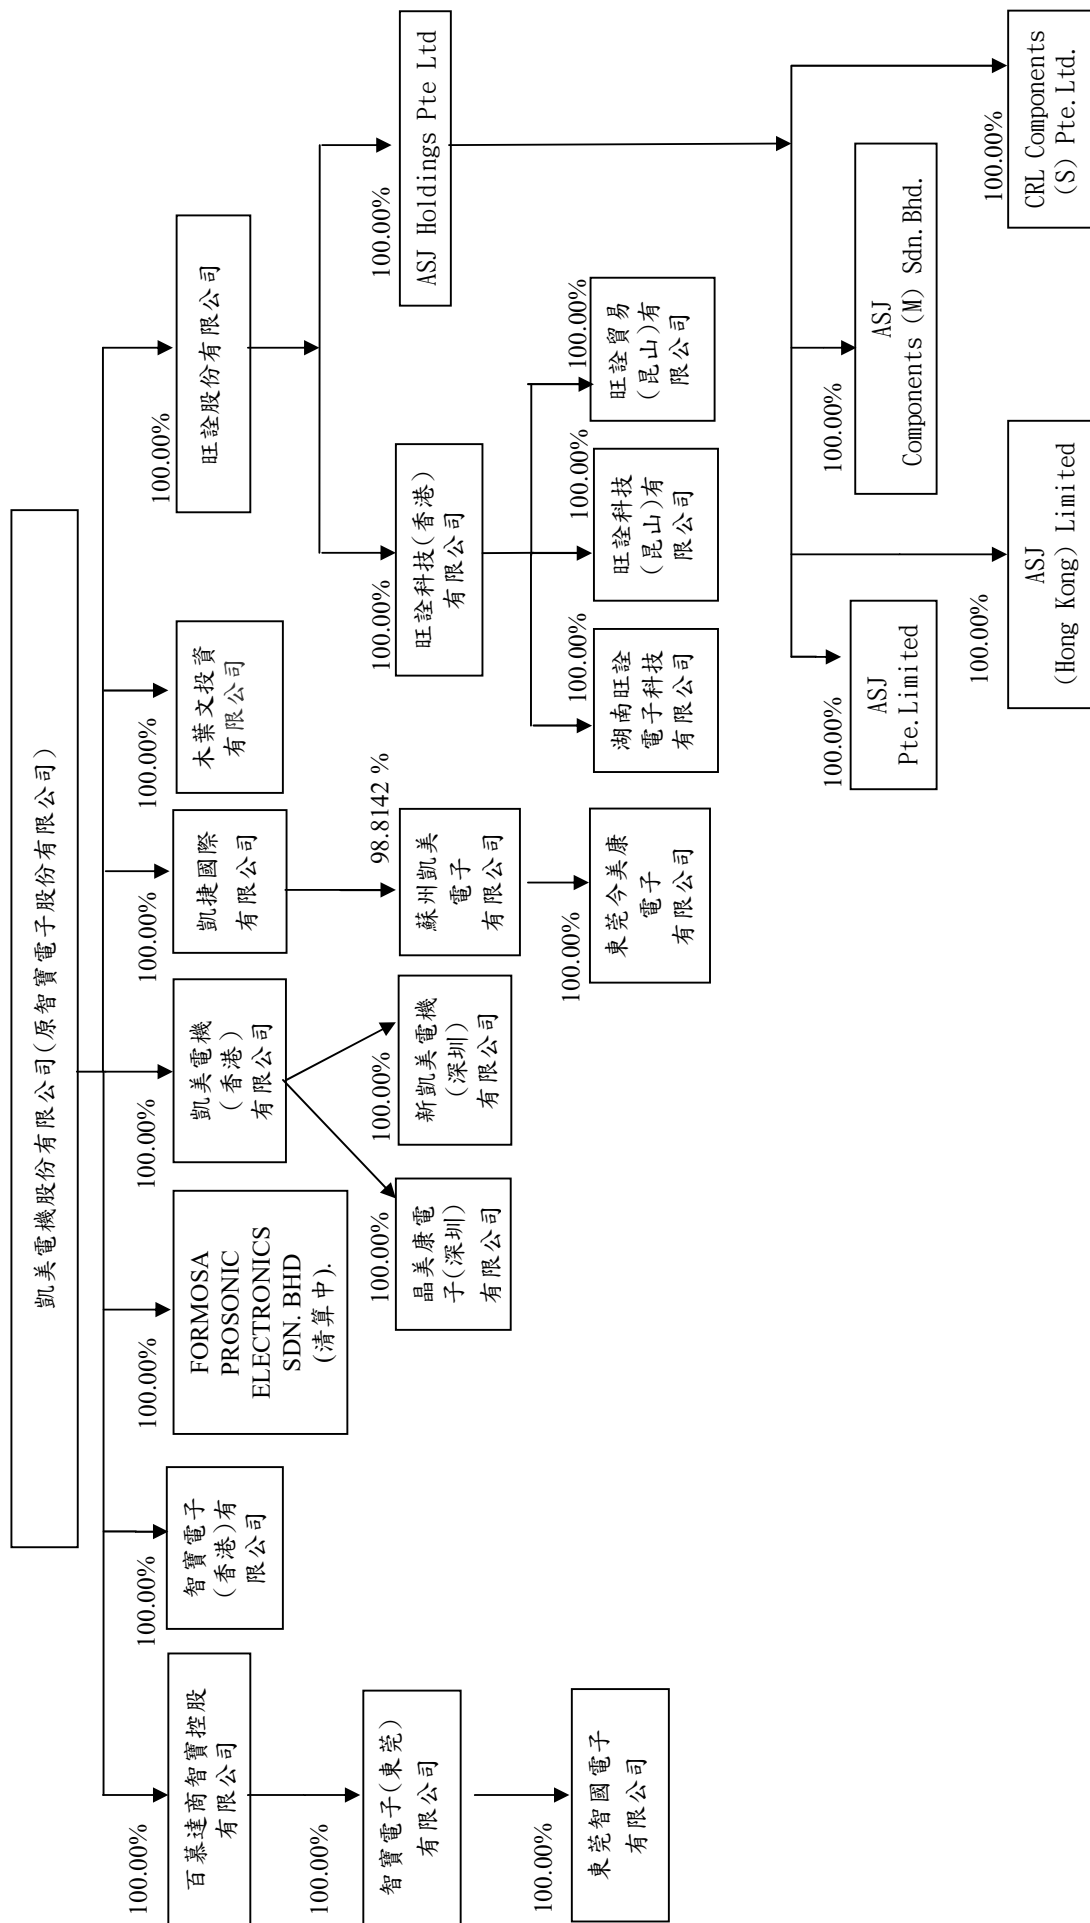 凱美電機股份有限公司(原智寶電子股份有限公司)
100.00%
百慕達商智寶控股
有限公司
100.00%
智寶電子
(香港)有
限公司
100.00%
FORMOSA
PROSONIC
ELECTRONICS
SDN. BHD
(清算中).
100.00%
凱美電機
(香港)
有限公司
100.00%
凱捷國際
有限公司
100.00%
木葉文投資
有限公司
100.00%
旺詮股份有限公司
100.00%
智寶電子(東莞)
有限公司
100.00%
晶美康電
子(深圳)
有限公司
100.00%
新凱美電機
(深圳)
有限公司
98.8142 %
蘇州凱美
電子
有限公司
100.00%
旺詮科技(香港)
有限公司
100.00%
ASJ Holdings Pte Ltd
100.00%
東莞智國電子
有限公司
100.00%
東莞今美康
電子
有限公司
100.00%
湖南旺詮
電子科技
有限公司
100.00%
旺詮科技
(昆山)有
限公司
100.00%
旺詮貿易
(昆山)有
限公司
100.00%
ASJ
Pte.Limited
100.00%
ASJ
(Hong Kong) Limited
100.00%
ASJ
Components (M) Sdn.Bhd.
100.00%
CRL Components
(S) Pte.Ltd.